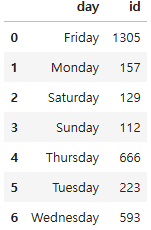 day id
0 Friday 1305
1 Monday 157
2 Saturday 129
3 Sunday 112
4 Thursday 666
5 Tuesday 223
6 Wednesday 593